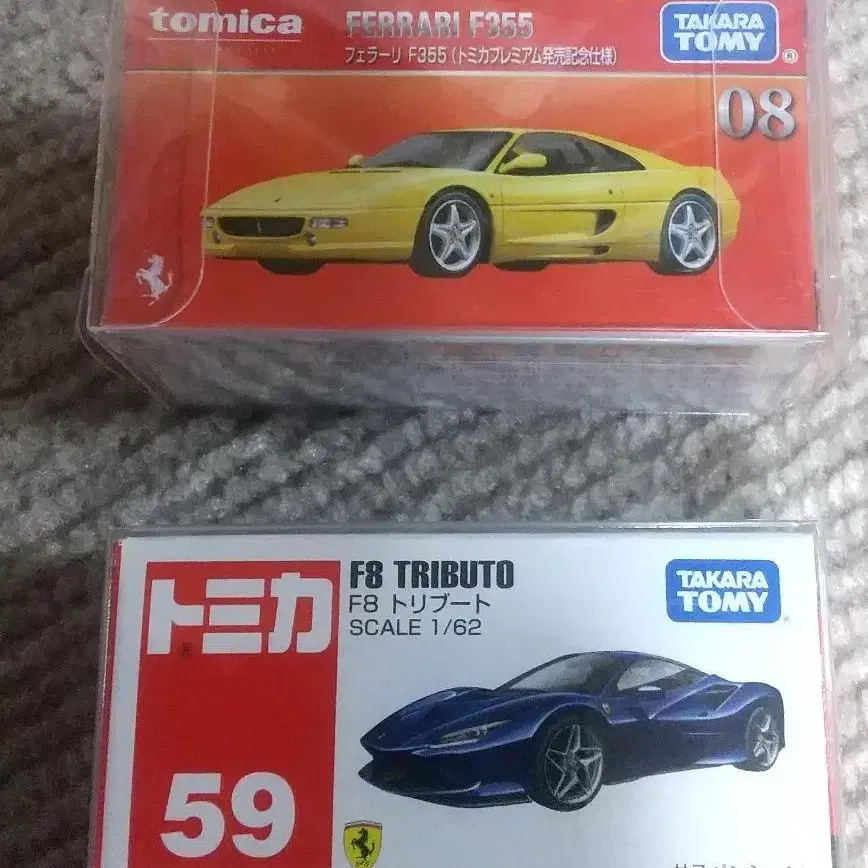 tomica
FERRARI F355
フェラーリ F355 (トミカプレミアム発売記念仕様)
TAKARA
TOMY
®
08
トミカ
®
F8 TRIBUTO
F8 トリブート
SCALE 1/62
TAKARA
TOMY
®
59